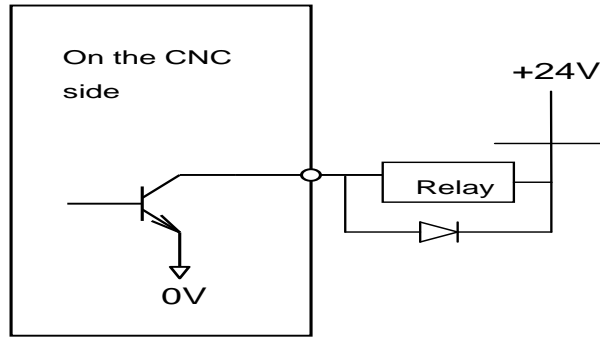 On the CNC
side
+24V
Relay
0V